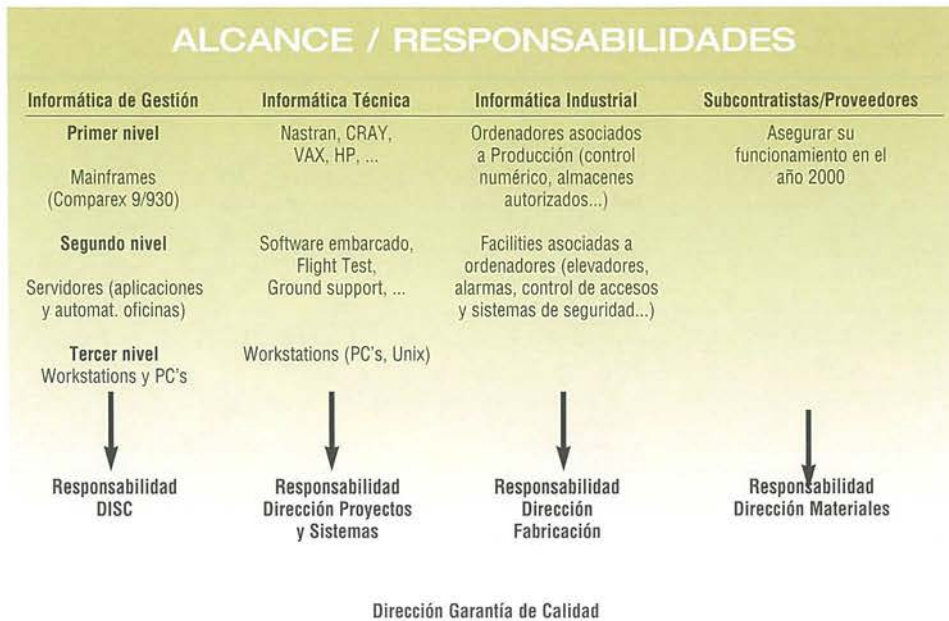 ALCANCE / RESPONSABILIDADES
Informática de Gestión
Primer nivel
Mainframes
(Comparex 9/930)
Segundo nivel
Servidores (aplicaciones
y automat. oficinas)
Tercer nivel
Workstations y PC's
Responsabilidad
DISC
Informática Técnica
Nastran, CRAY,
VAX, HP, ...
Software embarcado,
Flight Test,
Ground support, ...
Workstations (PC's, Unix)
Responsabilidad
Dirección Proyectos
y Sistemas
Informática Industrial
Ordenadores asociados
a Producción (control
numérico, almacenes
autorizados...)
Facilities asociadas a
ordenadores (elevadores,
alarmas, control de accesos
y sistemas de seguridad...)
Responsabilidad
Dirección
Fabricación
Subcontratistas/Proveedores
Asegurar su
funcionamiento en el
año 2000
Responsabilidad
Dirección Materiales
Dirección Garantía de Calidad